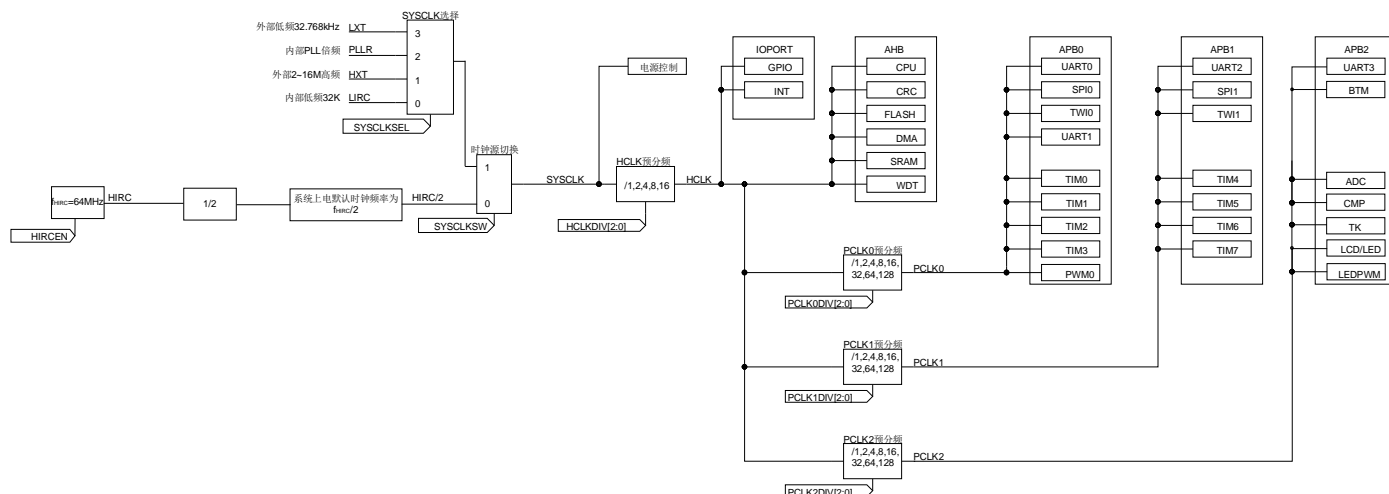 SYSCLK选择
外部低频32.768kHz LXT 3
内部PLL倍频 PLLR 2
外部2~16M高频 HXT 1
内部低频32K LIRC 0
SYSCLKSEL
时钟源切换
1
0
SYSCLKSW
fHIRC=64MHz
HIRC
HIRCEN
1/2
系统上电默认时钟频率为
fHIRC/2
HIRC/2
SYSCLK
电源控制
HCLK预分频
/1,2,4,8,16
HCLKDIV[2:0]
HCLK
IOPORT
GPIO
INT
AHB
CPU
CRC
FLASH
DMA
SRAM
WDT
PCLK0预分频
/1,2,4,8,16,
32,64,128
PCLK0DIV[2:0]
PCLK0
PCLK1预分频
/1,2,4,8,16,
32,64,128
PCLK1DIV[2:0]
PCLK1
PCLK2预分频
/1,2,4,8,16,
32,64,128
PCLK2DIV[2:0]
PCLK2
APB0
UART0
SPI0
TWI0
UART1
TIM0
TIM1
TIM2
TIM3
PWM0
APB1
UART2
SPI1
TWI1
TIM4
TIM5
TIM6
TIM7
APB2
UART3
BTM
ADC
CMP
TK
LCD/LED
LEDPWM